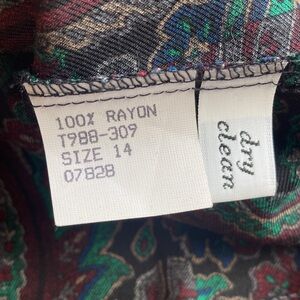 100% RAYON
T988-309
SIZE 14
07828
dry
clean